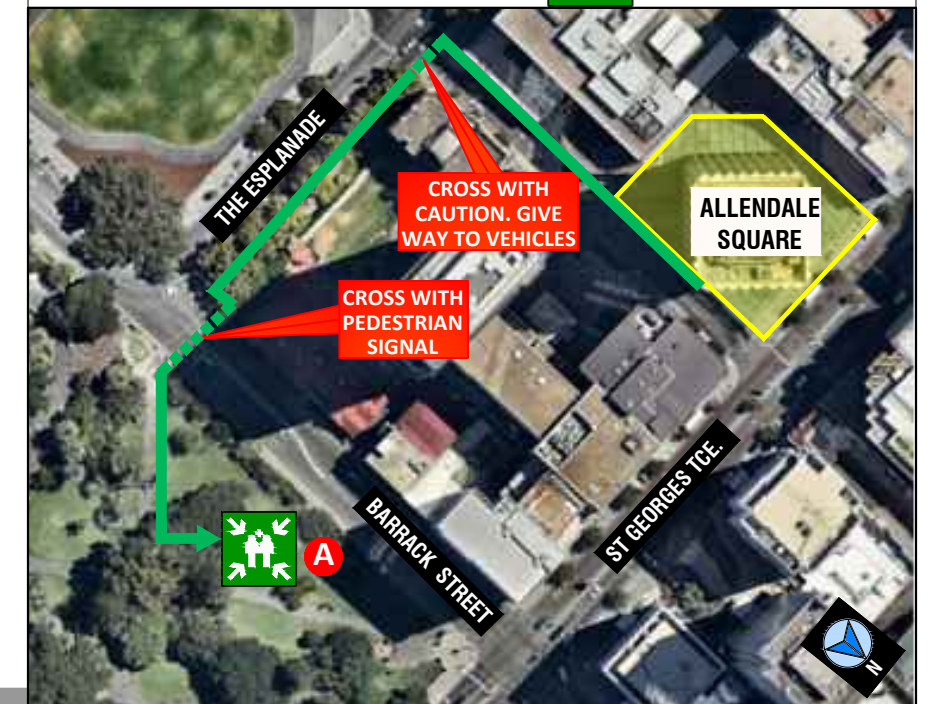 THE ESPLANADE
CROSS WITH
CAUTION. GIVE
WAY TO VEHICLES
ALLENDALE
SQUARE
CROSS WITH
PEDESTRIAN
SIGNAL
BARRACK STREET
ST GEORGES TCE.
A
N